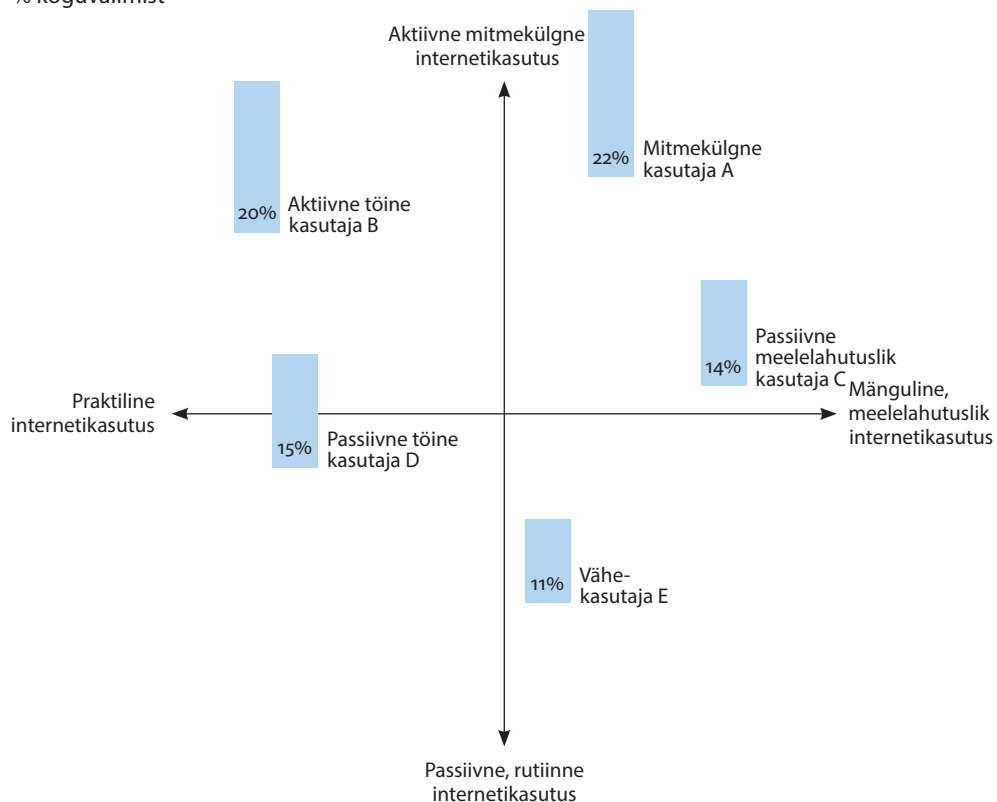 % koguvalimist
Aktiivne mitmekülgne
internetikasutus
22%
Mitmekülgne
kasutaja A
20%
Aktiivne töine
kasutaja B
14%
Passiivne
meelelahutuslik
kasutaja C
Praktiline
internetikasutus
Mänguline,
meelelahutuslik
internetikasutus
15%
Passiivne töine
kasutaja D
11%
Vähe-
kasutaja E
Passiivne, rutiinne
internetikasutus